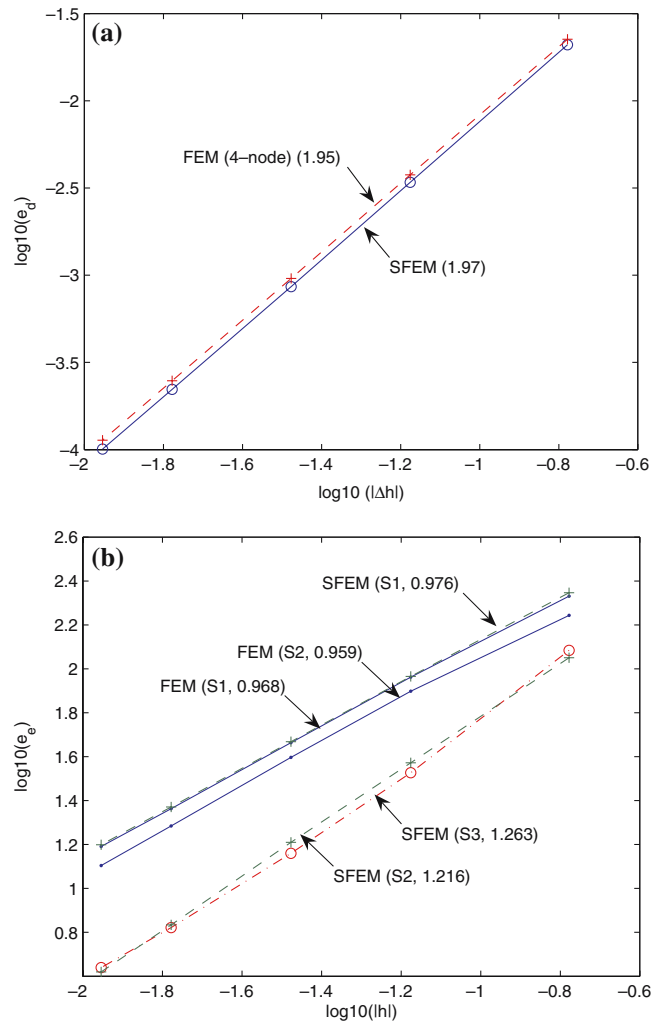 (a)
−1.5
−2
−2.5
−3
−3.5
−4
log10(e_d)
FEM (4−node) (1.95)
SFEM (1.97)
−2 −1.8 −1.6 −1.4 −1.2 −1 −0.8 −0.6
log10 (|Δh|)
(b)
2.6
2.4
2.2
2
1.8
1.6
1.4
1.2
1
0.8
log10(e_e)
SFEM (S1, 0.976)
FEM (S2, 0.959)
FEM (S1, 0.968)
SFEM (S3, 1.263)
SFEM (S2, 1.216)
−2 −1.8 −1.6 −1.4 −1.2 −1 −0.8 −0.6
log10(|h|)